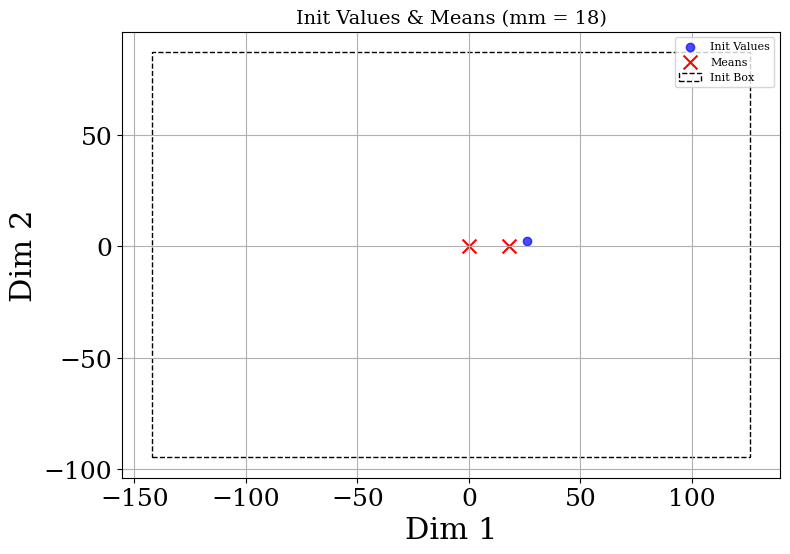 Init Values & Means (mm = 18)
Init Values
Means
Init Box
Dim 2
50
0
−50
−100
−150
−100
−50
0
50
100
Dim 1